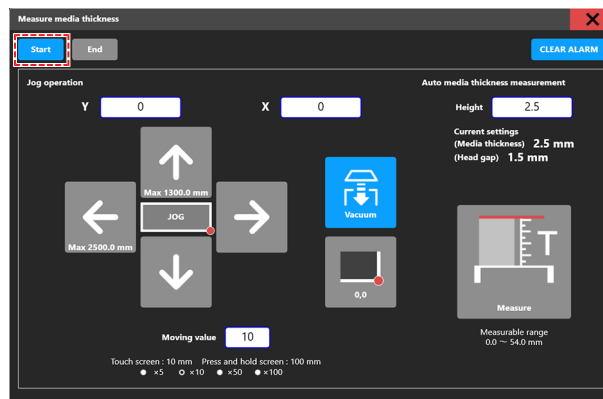 Measure media thickness
Start
End
CLEAR ALARM
Jog operation
Auto media thickness measurement
Y 0
X 0
Height 2.5
Current settings
(Media thickness) 2.5 mm
(Head gap) 1.5 mm
Max 1300.0 mm
JOG
Max 2500.0 mm
Vacuum
0,0
T
Measure
Measurable range
0.0 ~ 54.0 mm
Moving value 10
Touch screen : 10 mm Press and hold screen : 100 mm
×5 ×10 ×50 ×100